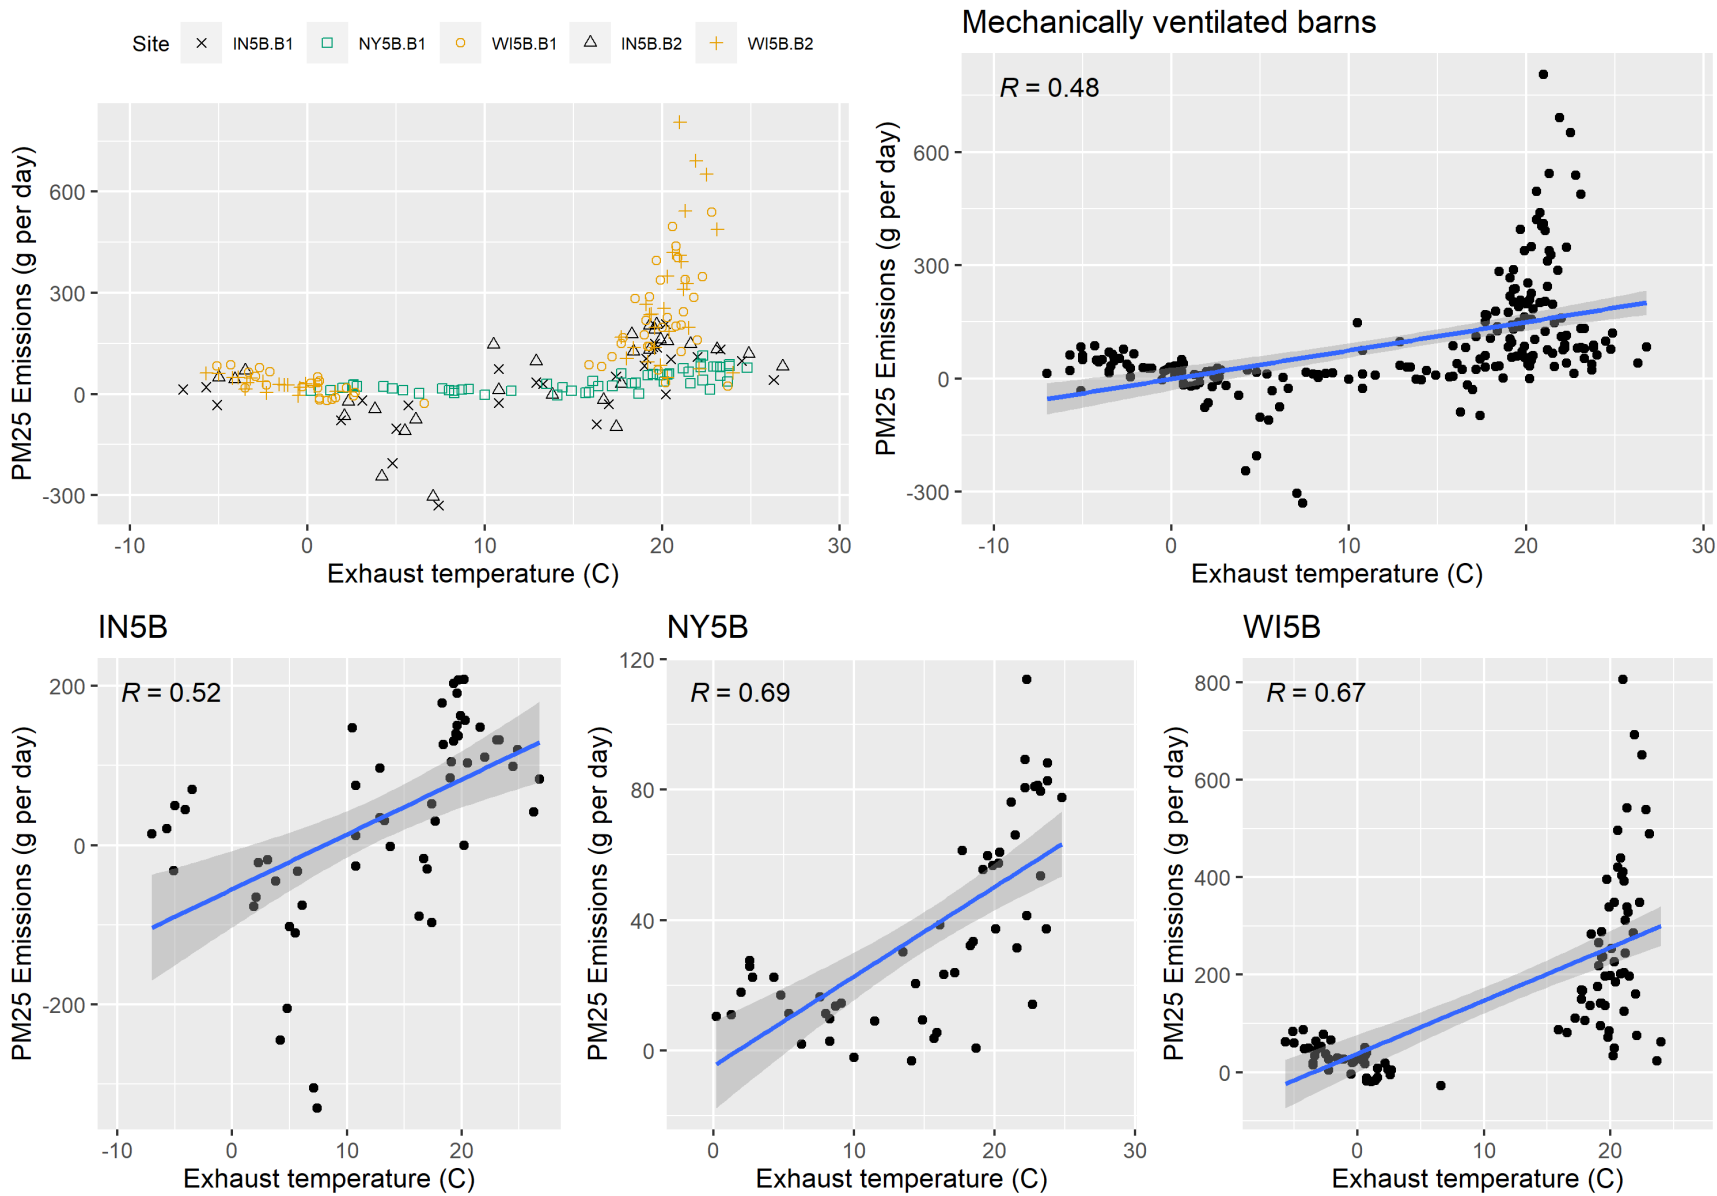 Site IN5B.B1 NY5B.B1 WI5B.B1 IN5B.B2 WI5B.B2
PM25 Emissions (g per day)
600
300
0
-300
-10 0 10 20 30
Exhaust temperature (C)
Mechanically ventilated barns
R = 0.48
PM25 Emissions (g per day)
600
300
0
-300
-10 0 10 20 30
Exhaust temperature (C)
IN5B
R = 0.52
PM25 Emissions (g per day)
200
0
-200
-10 0 10 20
Exhaust temperature (C)
NY5B
R = 0.69
PM25 Emissions (g per day)
120
80
40
0
0 10 20 30
Exhaust temperature (C)
WI5B
R = 0.67
PM25 Emissions (g per day)
800
600
400
200
0
0 10 20
Exhaust temperature (C)